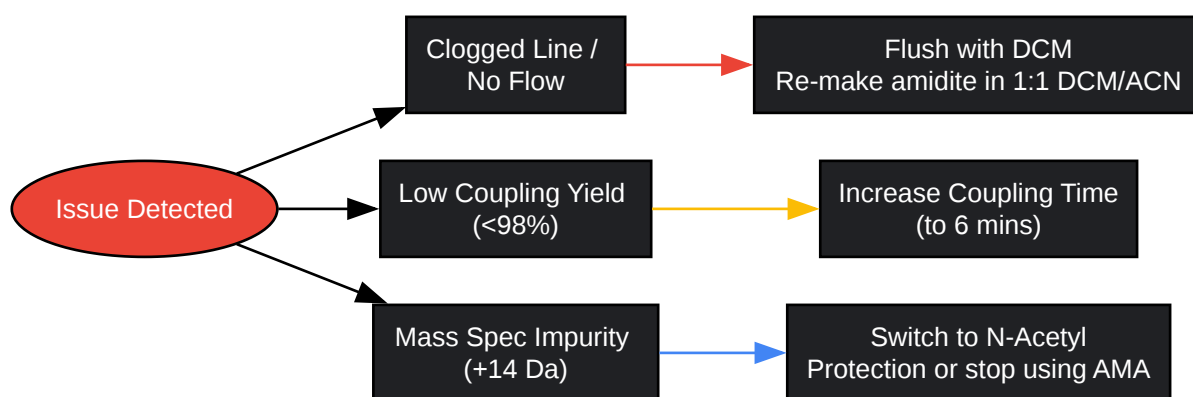 Issue Detected
Clogged Line /
No Flow
Flush with DCM
Re-make amidite in 1:1 DCM/ACN
Low Coupling Yield
(<98%)
Increase Coupling Time
(to 6 mins)
Mass Spec Impurity
(+14 Da)
Switch to N-Acetyl
Protection or stop using AMA